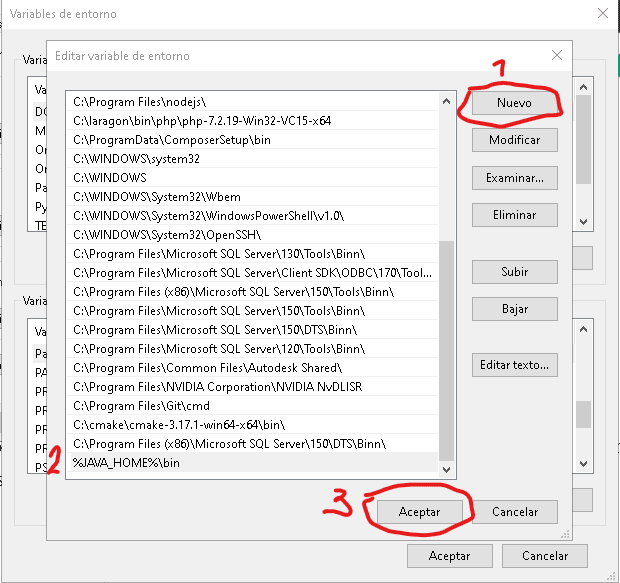 Variables de entorno
Editar variable de entorno
1
C:\Program Files\nodejs\
Nuevo
C:\laragon\bin\php\php-7.2.19-Win32-VC15-x64
C:\ProgramData\ComposerSetup\bin
Modificar
C:\WINDOWS\system32
C:\WINDOWS
Examinar...
C:\WINDOWS\System32\Wbem
C:\WINDOWS\System32\WindowsPowerShell\v1.0\
Eliminar
C:\WINDOWS\System32\OpenSSH\
C:\Program Files\Microsoft SQL Server\130\Tools\Binn\
C:\Program Files\Microsoft SQL Server\Client SDK\ODBC\170\Tool...
Subir
C:\Program Files (x86)\Microsoft SQL Server\150\Tools\Binn\
C:\Program Files\Microsoft SQL Server\150\Tools\Binn\
Bajar
C:\Program Files\Microsoft SQL Server\150\DTS\Binn\
C:\Program Files\Microsoft SQL Server\120\Tools\Binn\
C:\Program Files\Common Files\Autodesk Shared\
Editar texto...
C:\Program Files\NVIDIA Corporation\NVIDIA NvDLISR
C:\Program Files\Git\cmd
C:\cmake\cmake-3.17.1-win64-x64\bin\
C:\Program Files (x86)\Microsoft SQL Server\150\DTS\Binn\
2 %JAVA_HOME%\bin
3 Aceptar Cancelar
Aceptar Cancelar